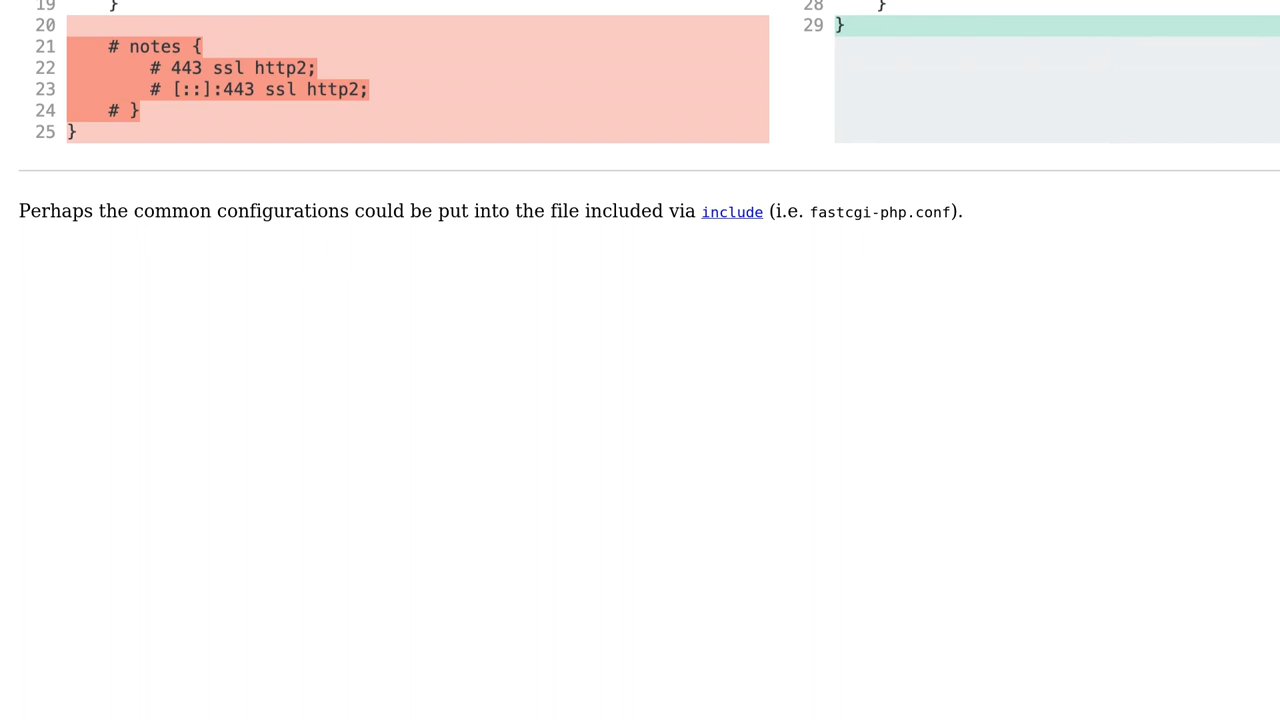 19     }
20
21     # notes {
22         # 443 ssl http2;
23         # [::]:443 ssl http2;
24     # }
25 }
28     }
29 }
Perhaps the common configurations could be put into the file included via include (i.e. fastcgi-php.conf).